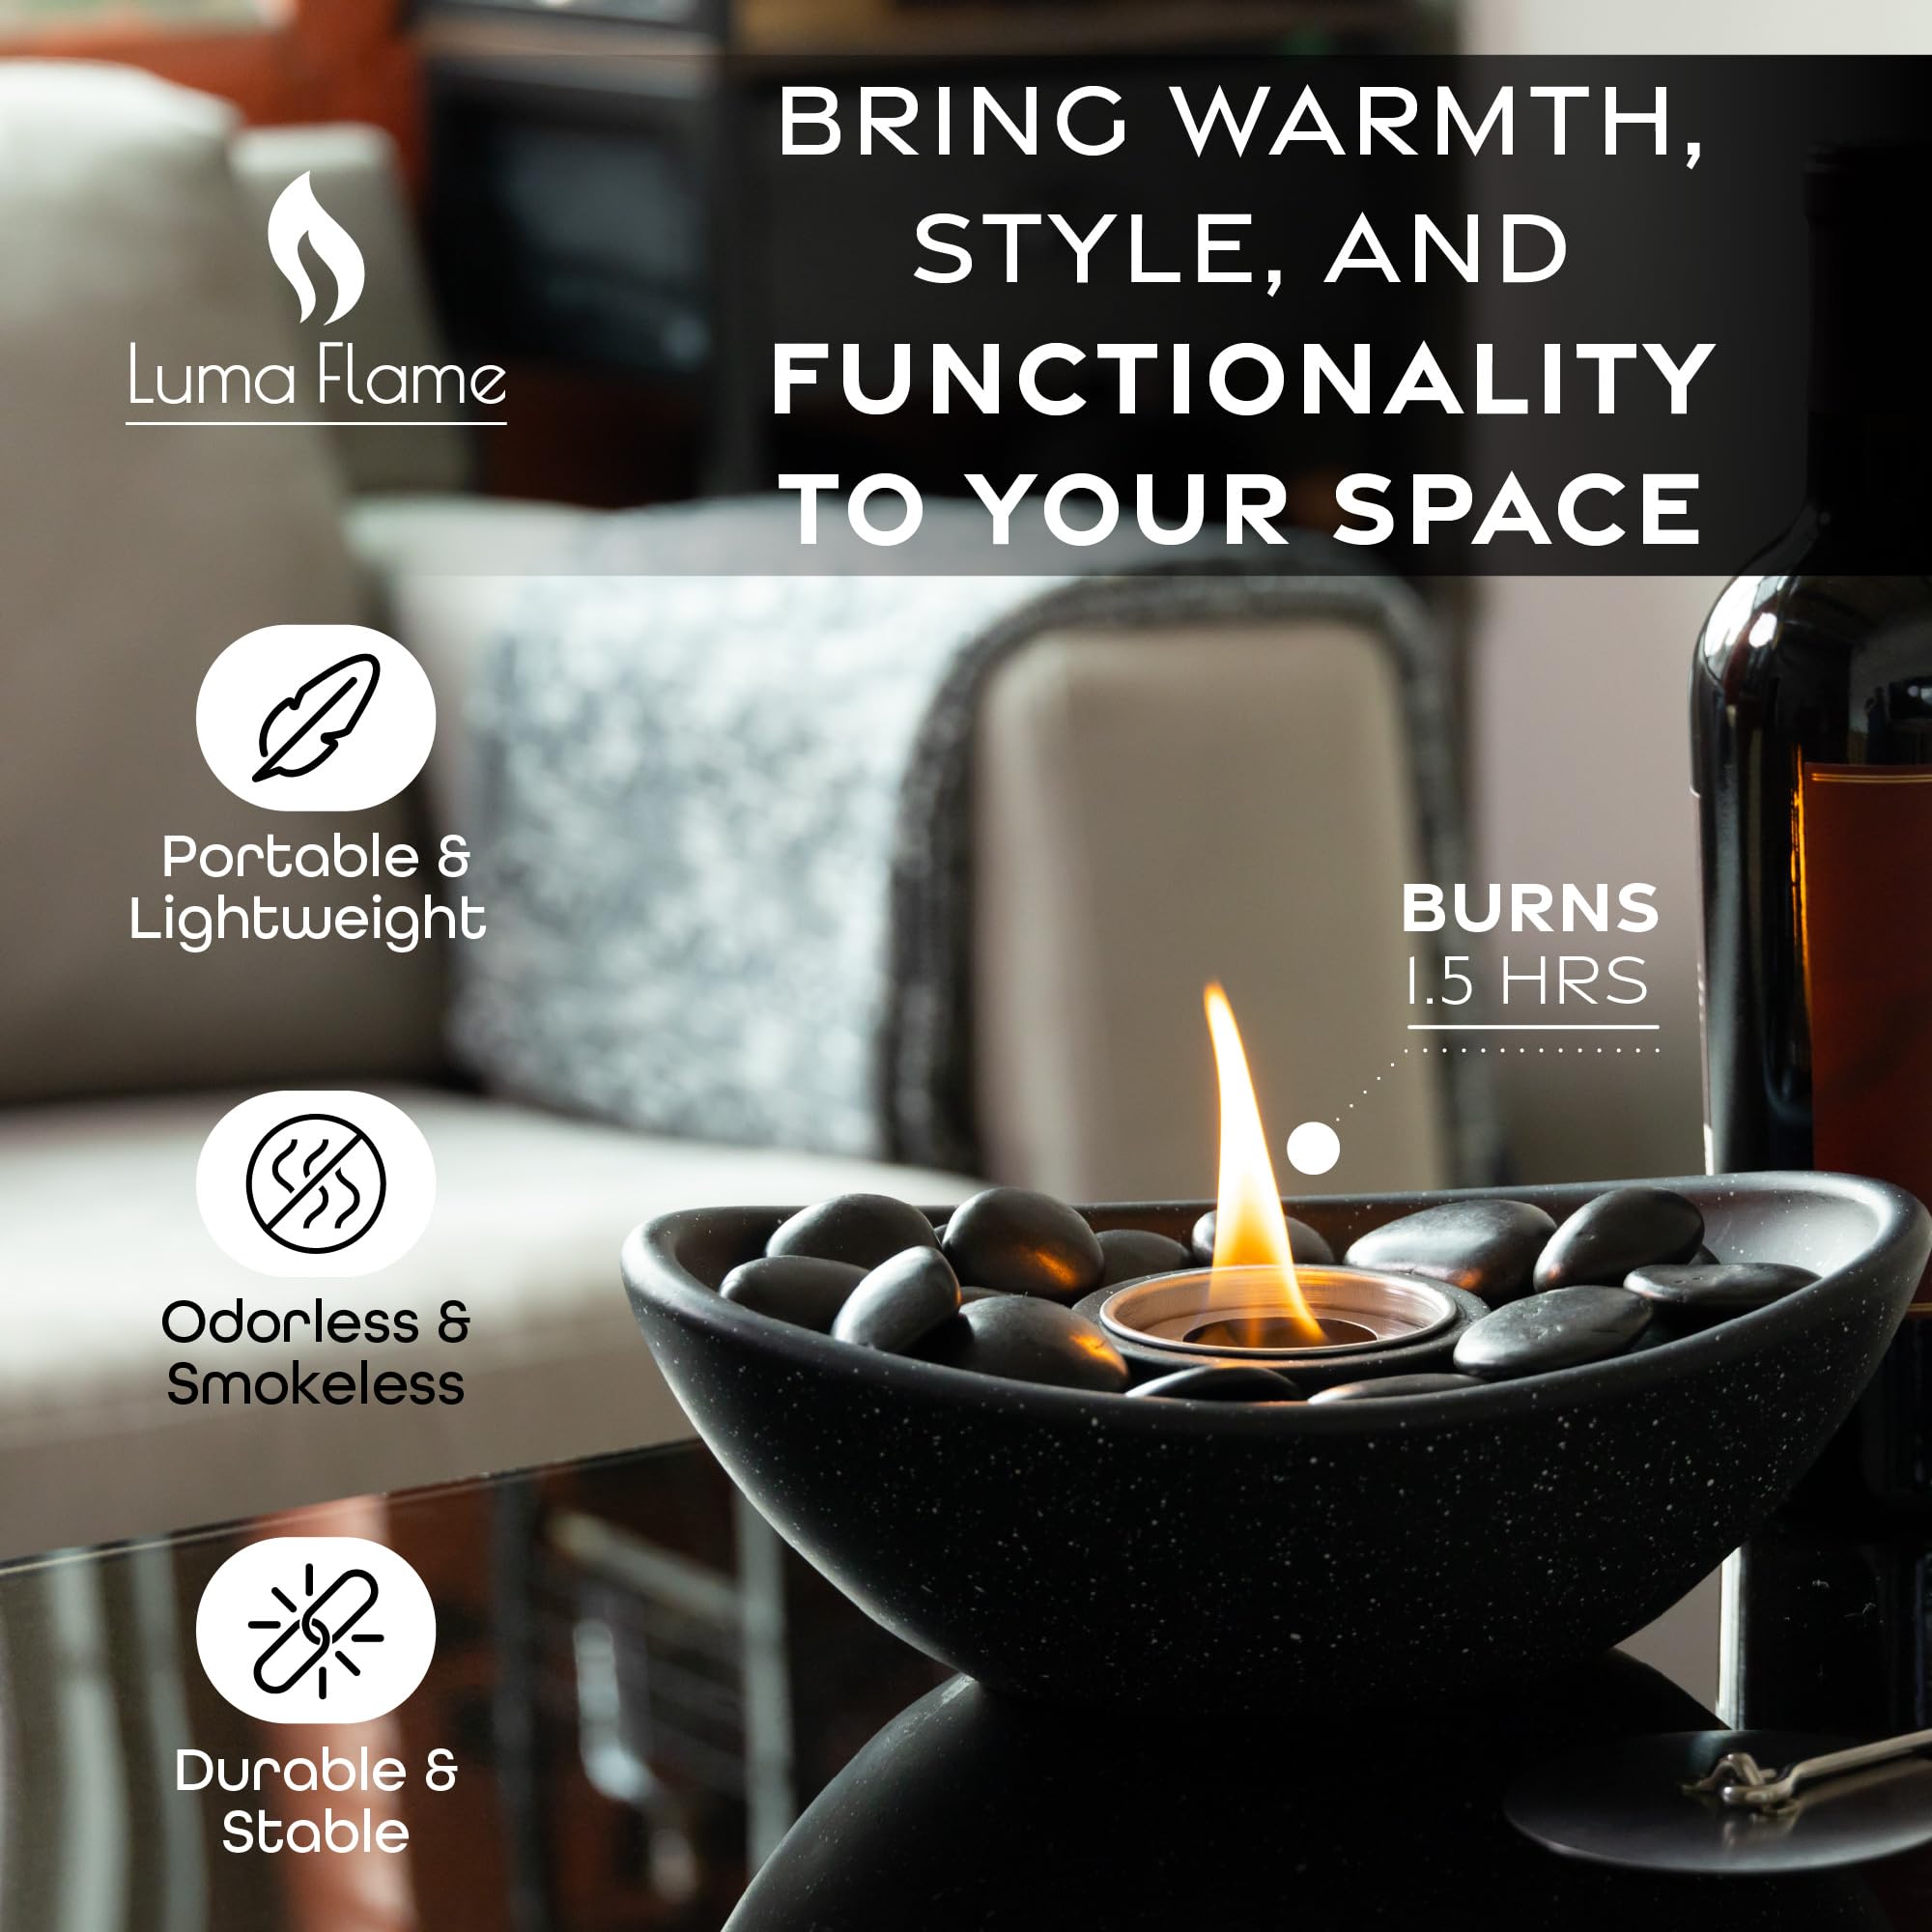 BRING WARMTH,
STYLE, AND
FUNCTIONALITY
TO YOUR SPACE
Luma Flame
Portable &
Lightweight
BURNS
1.5 HRS
Odorless &
Smokeless
Durable &
Stable